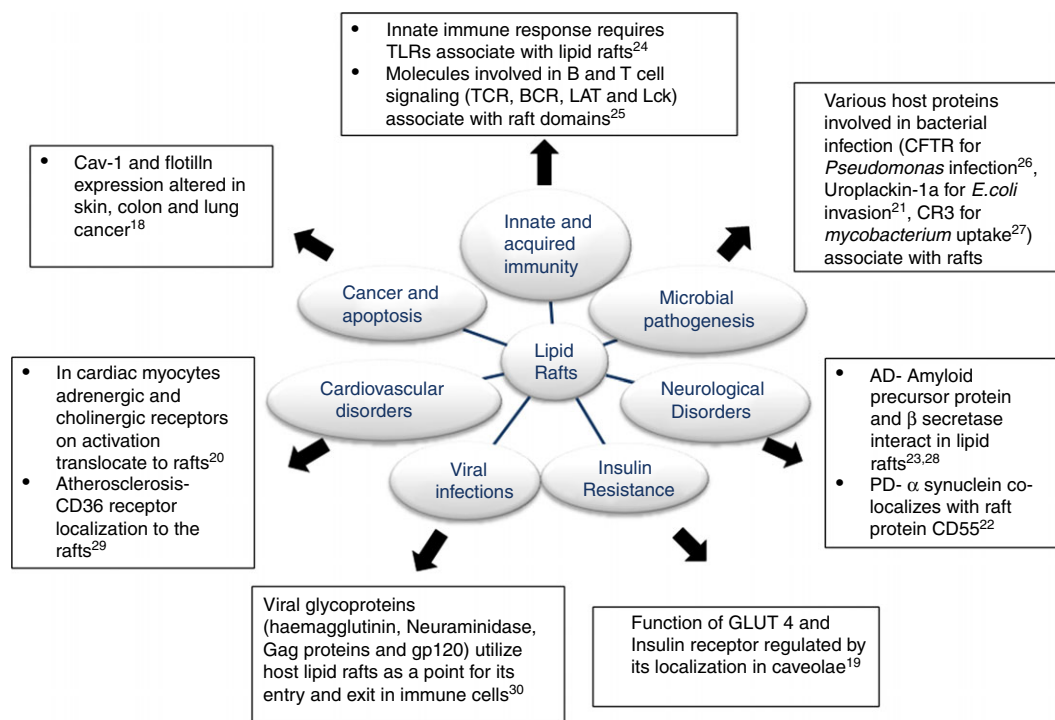 • Innate immune response requires
TLRs associate with lipid rafts24
• Molecules involved in B and T cell
signaling (TCR, BCR, LAT and Lck)
associate with raft domains25
Various host proteins
involved in bacterial
infection (CFTR for
Pseudomonas infection26,
Uroplackin-1a for E.coli
invasion21, CR3 for
mycobacterium uptake27)
associate with rafts
• Cav-1 and flotilln
expression altered in
skin, colon and lung
cancer18
Innate and
acquired
immunity
Cancer and
apoptosis
Microbial
pathogenesis
Lipid
Rafts
Cardiovascular
disorders
Neurological
Disorders
Viral
infections
Insulin
Resistance
• In cardiac myocytes
adrenergic and
cholinergic receptors
on activation
translocate to rafts20
• Atherosclerosis-
CD36 receptor
localization to the
rafts29
• AD- Amyloid
precursor protein
and β secretase
interact in lipid
rafts23,28
• PD- α synuclein co-
localizes with raft
protein CD5522
Viral glycoproteins
(haemagglutinin, Neuraminidase,
Gag proteins and gp120) utilize
host lipid rafts as a point for its
entry and exit in immune cells30
Function of GLUT 4 and
Insulin receptor regulated by
its localization in caveolae19